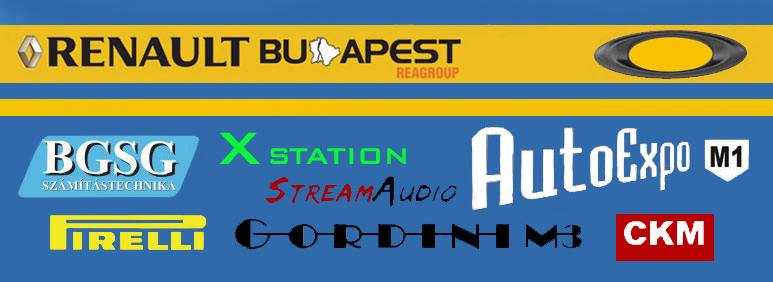 RENAULT BUDAPEST
REAGROUP
BGSG
SZÁMÍTÁSTECHNIKA
X STATION
STREAMAUDIO
AUTOEXPO
M1
PIRELLI
GORDINI M3
CKM